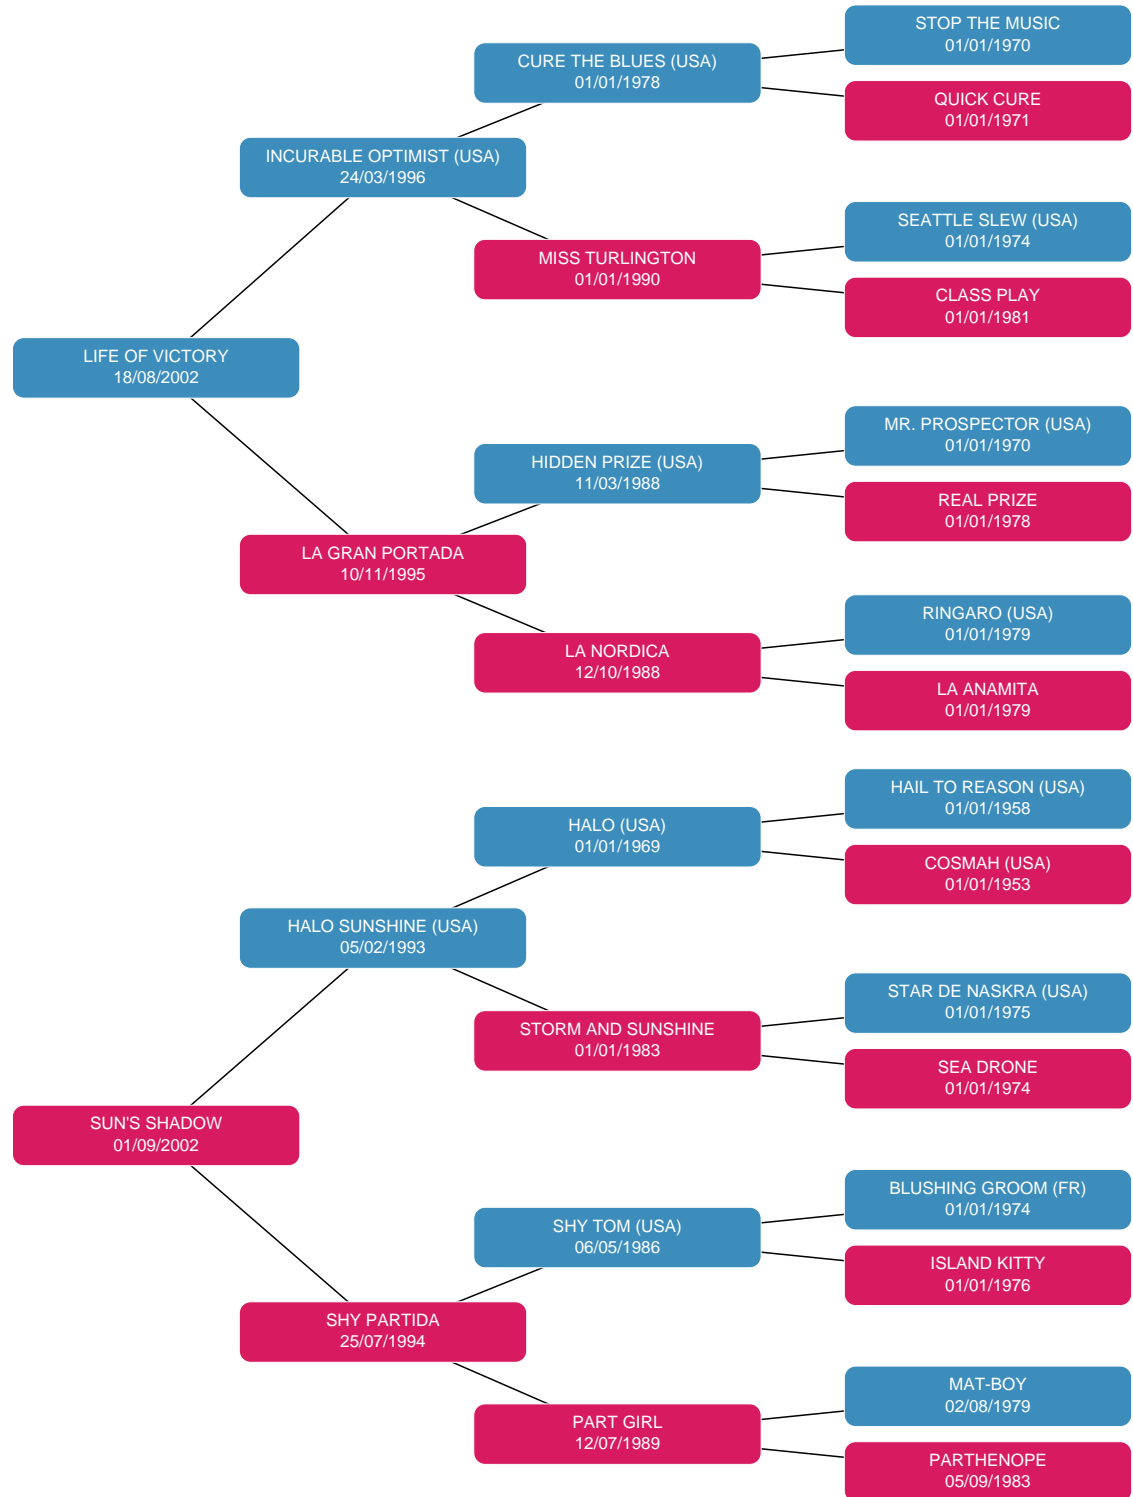 STOP THE MUSIC
01/01/1970
CURE THE BLUES (USA)
01/01/1978
QUICK CURE
01/01/1971
INCURABLE OPTIMIST (USA)
24/03/1996
SEATTLE SLEW (USA)
01/01/1974
MISS TURLINGTON
01/01/1990
CLASS PLAY
01/01/1981
LIFE OF VICTORY
18/08/2002
MR. PROSPECTOR (USA)
01/01/1970
HIDDEN PRIZE (USA)
11/03/1988
REAL PRIZE
01/01/1978
LA GRAN PORTADA
10/11/1995
RINGARO (USA)
01/01/1979
LA NORDICA
12/10/1988
LA ANAMITA
01/01/1979
HAIL TO REASON (USA)
01/01/1958
HALO (USA)
01/01/1969
COSMAH (USA)
01/01/1953
HALO SUNSHINE (USA)
05/02/1993
STAR DE NASKRA (USA)
01/01/1975
STORM AND SUNSHINE
01/01/1983
SEA DRONE
01/01/1974
SUN'S SHADOW
01/09/2002
BLUSHING GROOM (FR)
01/01/1974
SHY TOM (USA)
06/05/1986
ISLAND KITTY
01/01/1976
SHY PARTIDA
25/07/1994
MAT-BOY
02/08/1979
PART GIRL
12/07/1989
PARTHENOPE
05/09/1983